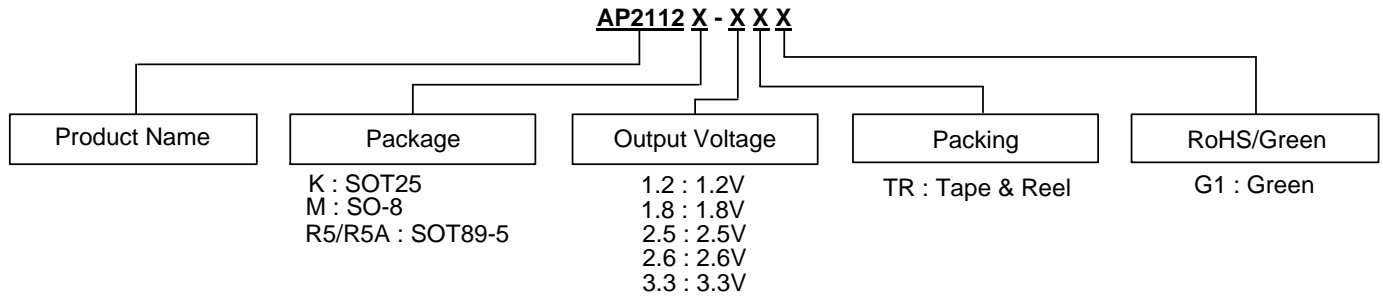 AP2112 X - X X X
Product Name
Package
Output Voltage
Packing
RoHS/Green
K : SOT25
M : SO-8
R5/R5A : SOT89-5
1.2 : 1.2V
1.8 : 1.8V
2.5 : 2.5V
2.6 : 2.6V
3.3 : 3.3V
TR : Tape & Reel
G1 : Green